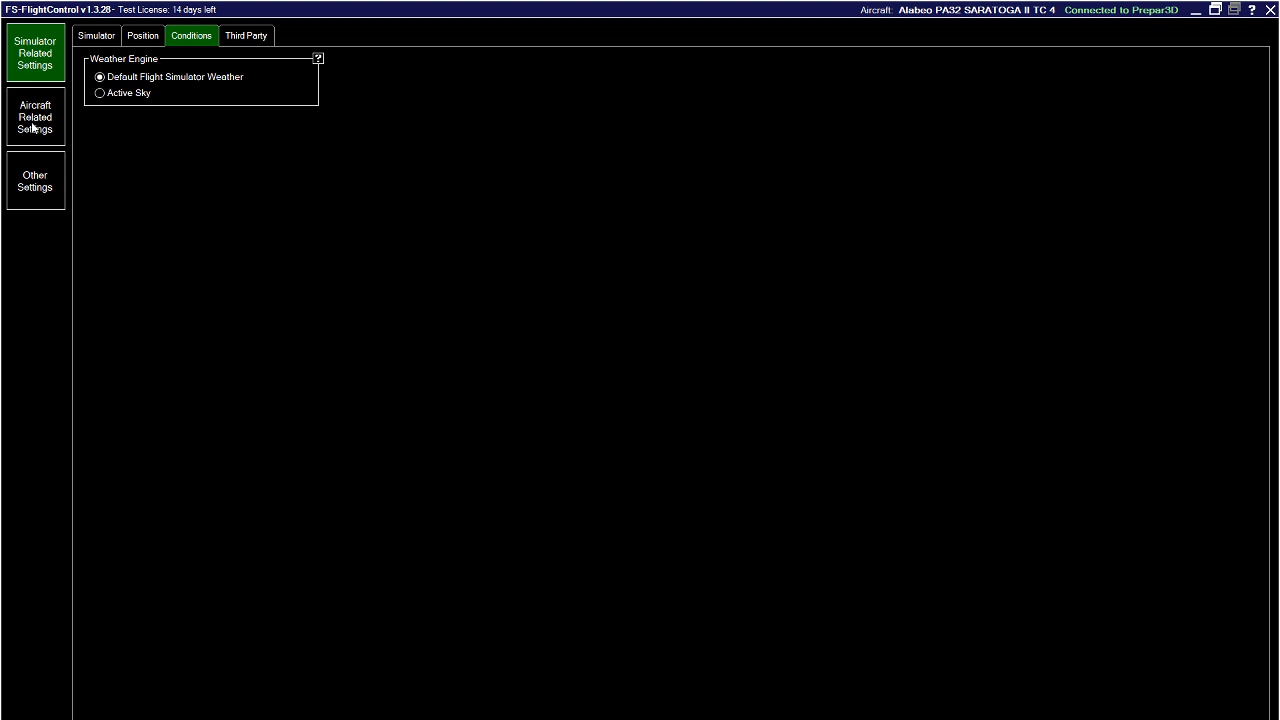 FS-FlightControl v1.3.28 - Test License: 14 days left
Aircraft: Alabeo PA32 SARATOGA II TC 4 Connected to Prepar3D
?
Simulator Related Settings
Aircraft Related Settings
Other Settings
Simulator Position Conditions Third Party
Weather Engine ?
Default Flight Simulator Weather
Active Sky